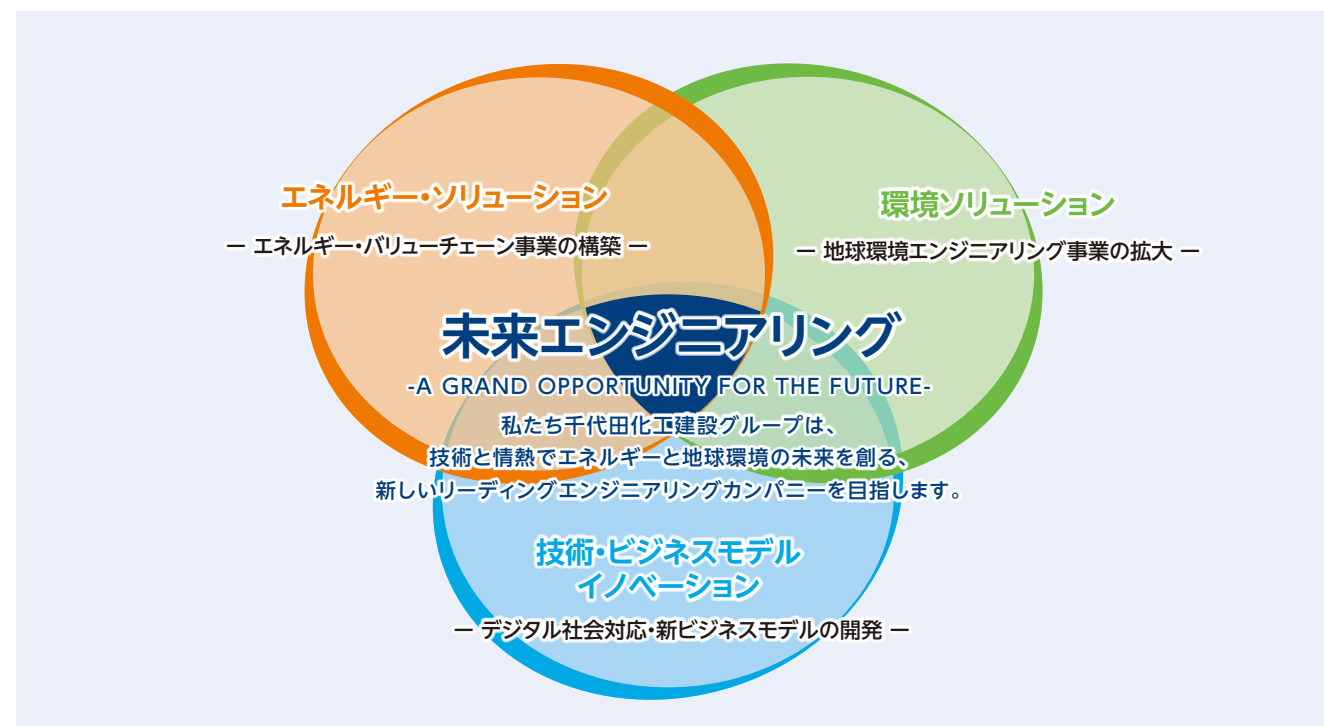 エネルギー・ソリューション
― エネルギー・バリューチェーン事業の構築 ―
環境ソリューション
― 地球環境エンジニアリング事業の拡大 ―
未来エンジニアリング
-A GRAND OPPORTUNITY FOR THE FUTURE-
私たち千代田化工建設グループは、
技術と情熱でエネルギーと地球環境の未来を創る、
新しいリーディングエンジニアリングカンパニーを目指します。
技術・ビジネスモデル
イノベーション
― デジタル社会対応・新ビジネスモデルの開発 ―